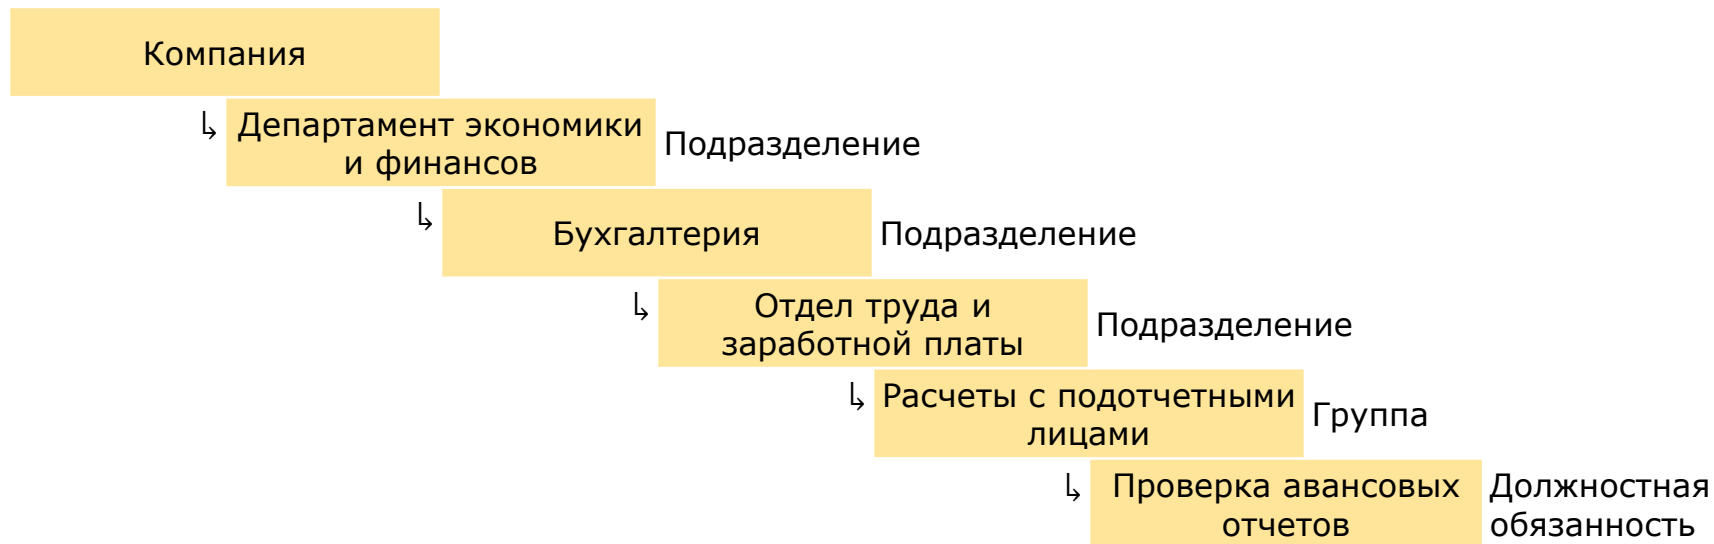 Компания
↳ Департамент экономики
и финансов
Подразделение
↳ Бухгалтерия
Подразделение
↳ Отдел труда и
заработной платы
Подразделение
↳ Расчеты с подотчетными
лицами
Группа
↳ Проверка авансовых
отчетов
Должностная
обязанность